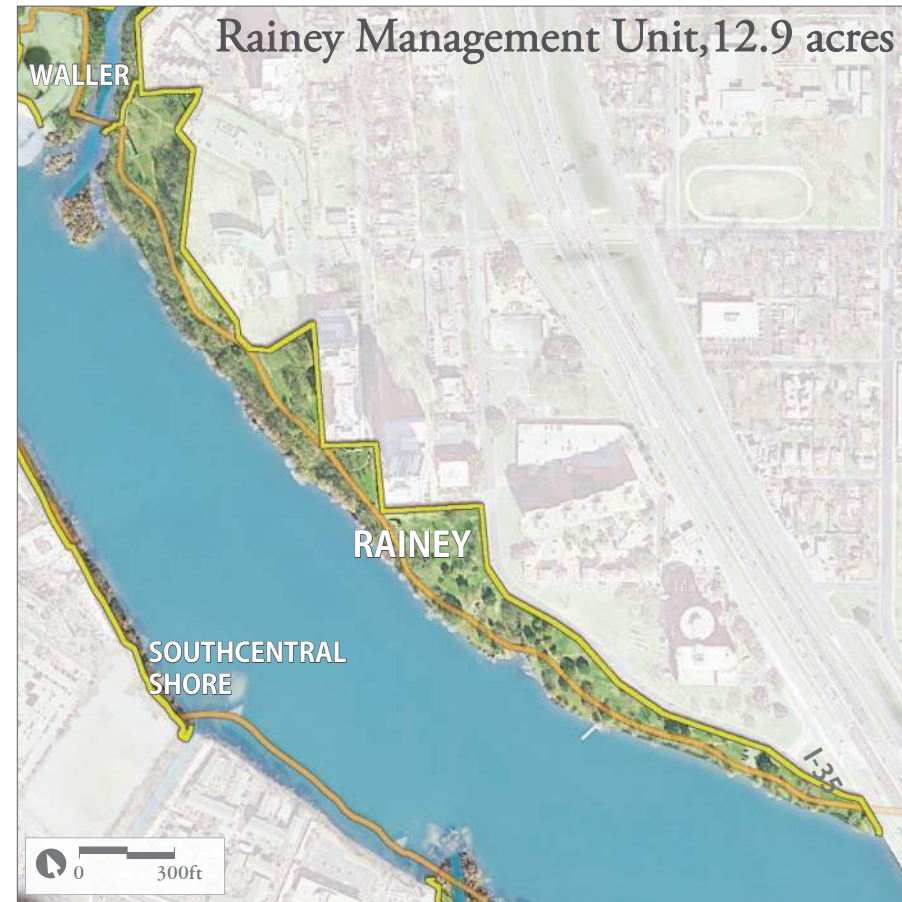 Rainey Management Unit,12.9 acres
WALLER
RAINEY
SOUTHCENTRAL
SHORE
I-35
0 300ft